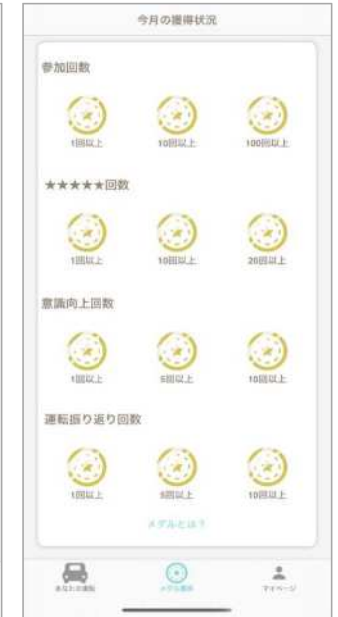 今月の獲得状況
参加回数
1回以上 10回以上 100回以上
★★★★★回数
1回以上 10回以上 20回以上
意識向上回数
1回以上 5回以上 10回以上
運転振り返り回数
1回以上 5回以上 10回以上
メダルとは？
あなたの運転 マイページ